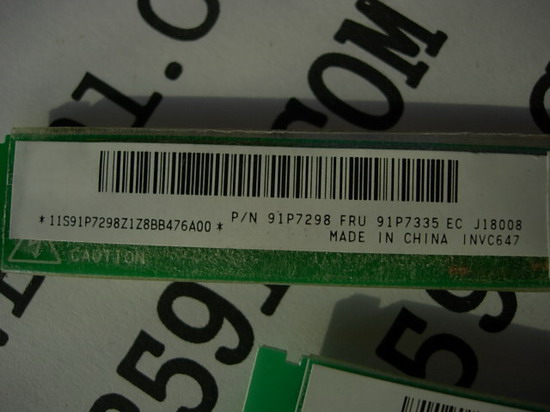 *11S91P7298Z1Z8BB476A00* P/N 91P7298 FRU 91P7335 EC J18008
MADE IN CHINA INVC647
CAUTION